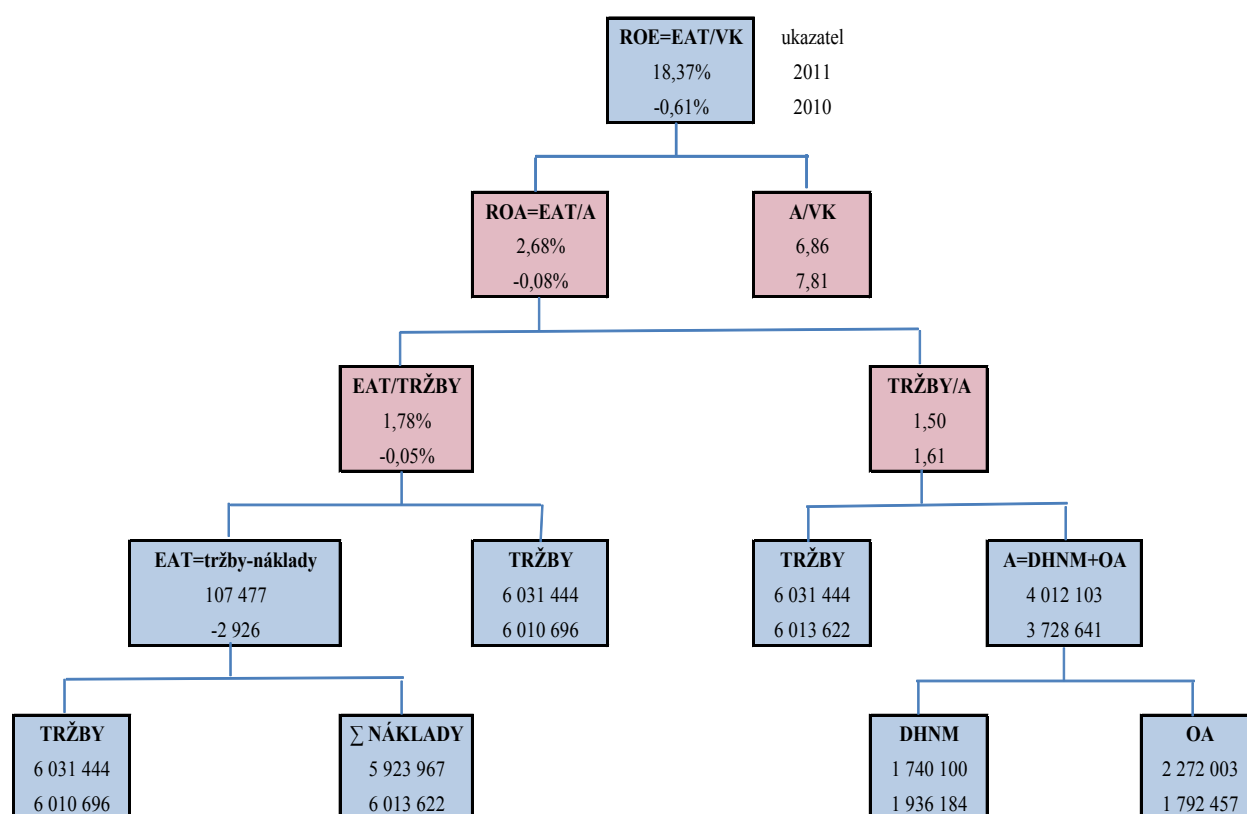 ROE=EAT/VK ukazatel
18,37% 2011
-0,61% 2010
ROA=EAT/A
2,68%
-0,08%
A/VK
6,86
7,81
EAT/TRŽBY
1,78%
-0,05%
TRŽBY/A
1,50
1,61
EAT=tržby-náklady
107 477
-2 926
TRŽBY
6 031 444
6 010 696
TRŽBY
6 031 444
6 013 622
A=DHNM+OA
4 012 103
3 728 641
TRŽBY
6 031 444
6 010 696
∑ NÁKLADY
5 923 967
6 013 622
DHNM
1 740 100
1 936 184
OA
2 272 003
1 792 457